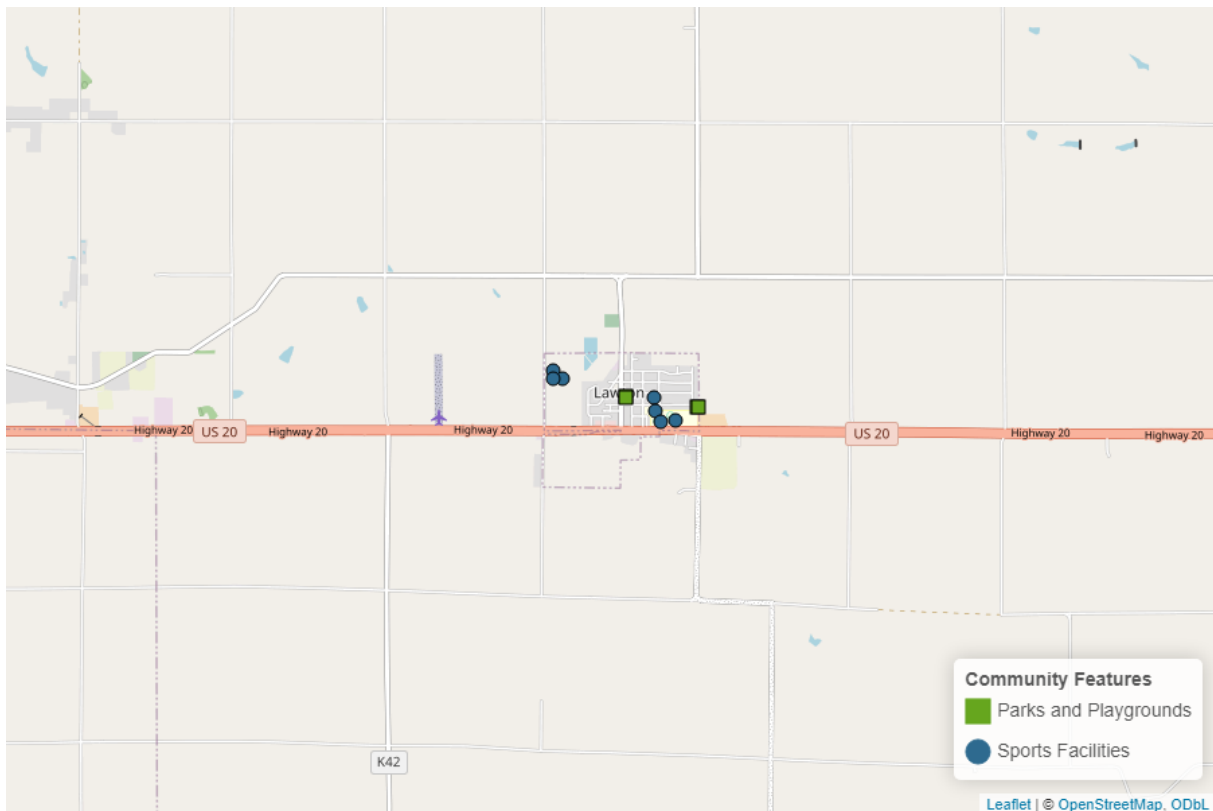 Lawton
Highway 20
US 20
Highway 20
Highway 20
US 20
Highway 20
Highway 20
K42
Community Features
Parks and Playgrounds
Sports Facilities
Leaflet | © OpenStreetMap, ODbL